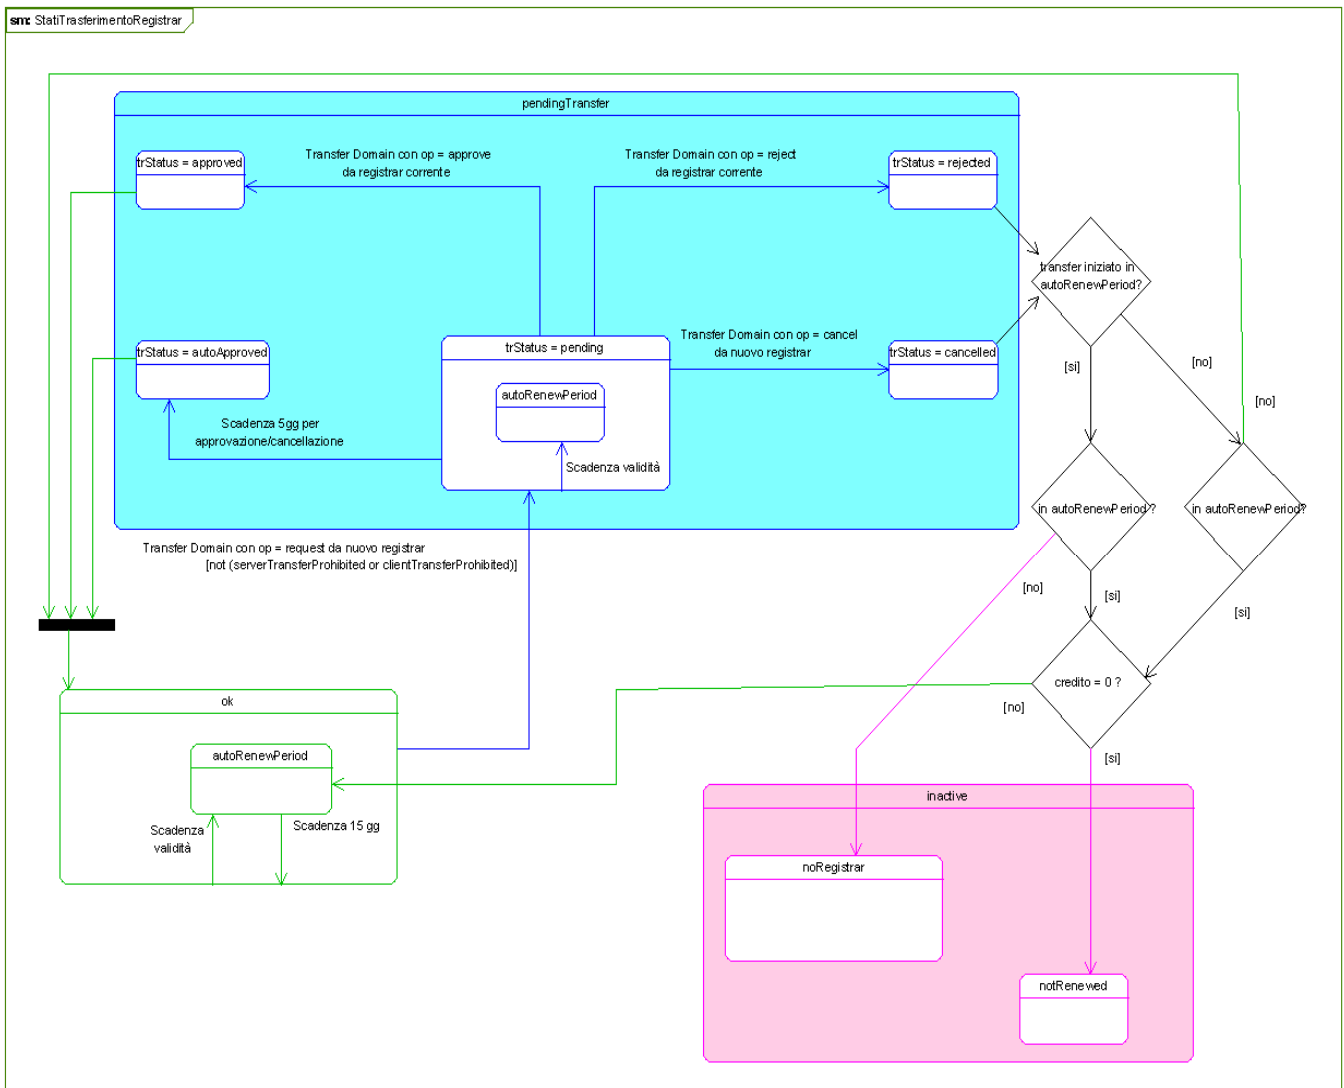 sm: StatiTrasferimentoRegistrar
pendingTransfer
trStatus = approved
Transfer Domain con op = approve
da registrar corrente
Transfer Domain con op = reject
da registrar corrente
trStatus = rejected
transfer iniziato in
autoRenewPeriod?
trStatus = autoApproved
trStatus = pending
Transfer Domain con op = cancel
da nuovo registrar
trStatus = cancelled
[si]
[no]
[no]
autoRenewPeriod
Scadenza 5gg per
approvazione/cancellazione
Scadenza validità
in autoRenewPeriod ?
in autoRenewPeriod?
Transfer Domain con op = request da nuovo registrar
[not (serverTransferProhibited or clientTransferProhibited)]
[no]
[si]
[si]
credito = 0 ?
ok
[no]
autoRenewPeriod
[si]
inactive
Scadenza
validità
Scadenza 15 gg
noRegistrar
notRenewed